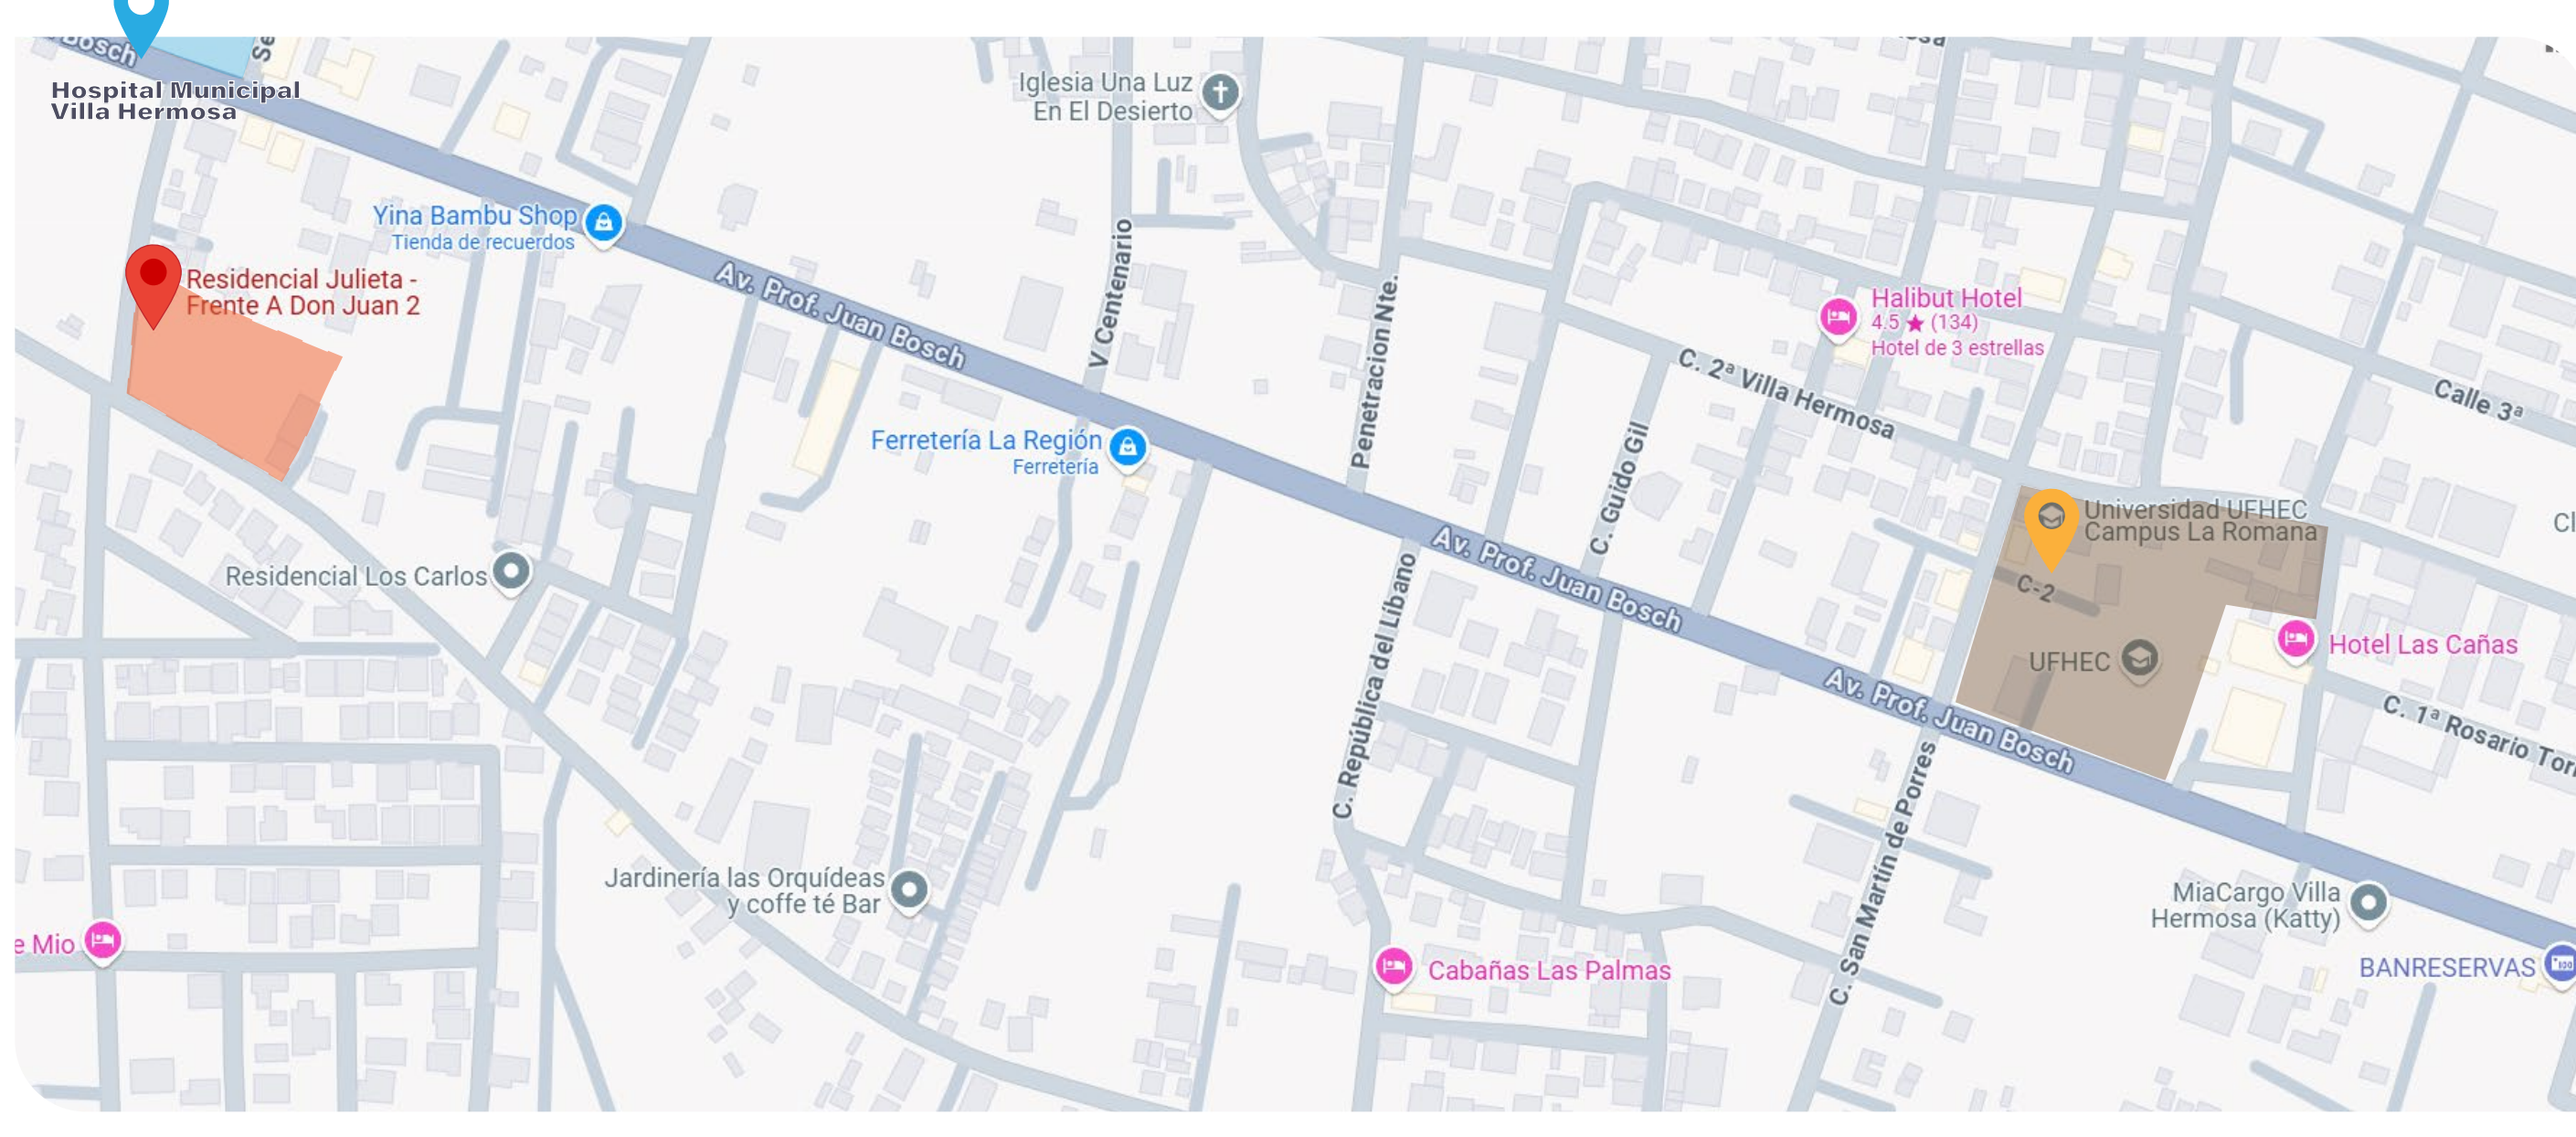 Bosch
Hospital Municipal
Villa Hermosa
Iglesia Una Luz
En El Desierto
Yina Bambu Shop
Tienda de recuerdos
Residencial Julieta -
Frente A Don Juan 2
Av. Prof. Juan Bosch
V Centenario
Penetracion Nte.
Halibut Hotel
4.5 ★ (134)
Hotel de 3 estrellas
C. 2ª Villa Hermosa
Calle 3ª
Ferretería La Región
Ferretería
C. Guido Gil
Universidad UFHEC
Campus La Romana
C-2
UFHEC
Hotel Las Cañas
C. 1ª Rosario Torr
Av. Prof. Juan Bosch
Av. Prof. Juan Bosch
Residencial Los Carlos
C. República del Líbano
C. San Martín de Porres
Jardinería las Orquídeas
y coffe té Bar
e Mio
Cabañas Las Palmas
MiaCargo Villa
Hermosa (Katty)
BANRESERVAS